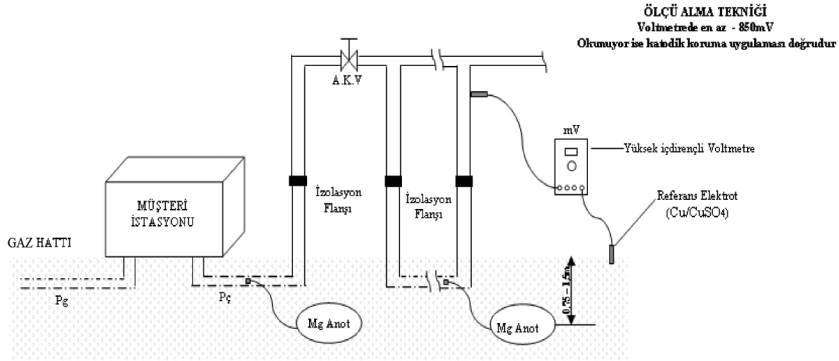 ÖLÇÜ ALMA TEKNİĞİ
Voltmetrede en az - 850mV
Okunuyor ise katodik koruma uygulaması doğrudur
A.K.V
mV
Yüksek içdirençli Voltmetre
İzolasyon
Flanşı
İzolasyon
Flanşı
Referans Elektrot
(Cu/CuSO4)
MÜŞTERİ
İSTASYONU
GAZ HATTI
Pg
Pç
Mg Anot
Mg Anot
0,75 – 1,5m